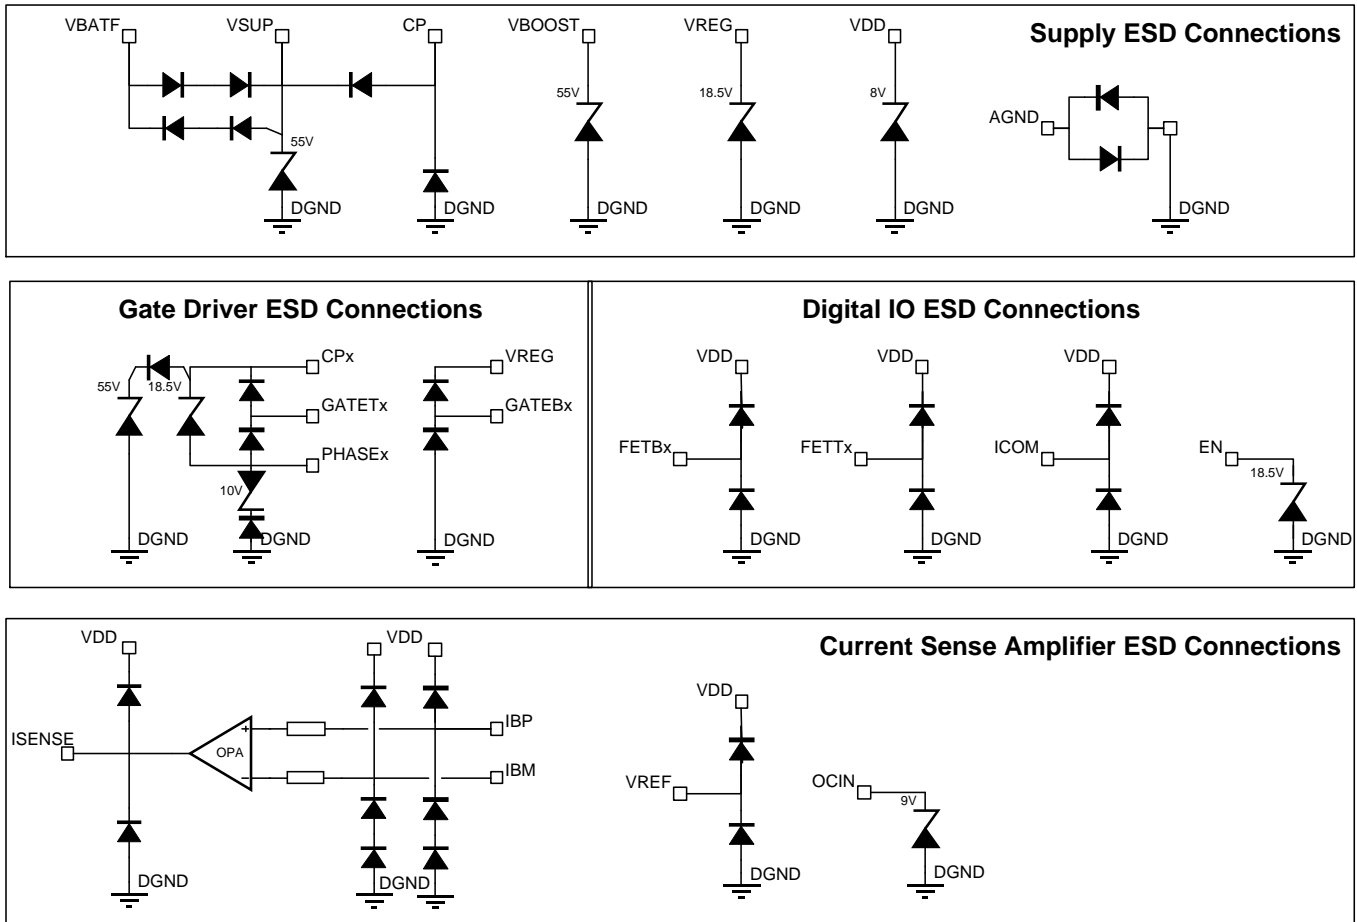 Supply ESD Connections
VBATF VSUP CP VBOOST VREG VDD
55V 18.5V 8V
AGND
55V
DGND DGND DGND DGND DGND DGND
Gate Driver ESD Connections
CPx VREG
55V 18.5V
GATETx GATEBx
PHASEx
10V
DGND DGND DGND
Digital IO ESD Connections
VDD VDD VDD
FETBx FETTx ICOM EN
18.5V
DGND DGND DGND DGND
Current Sense Amplifier ESD Connections
VDD VDD
IBP
ISENSE + OPA
− IBM
DGND DGND
VDD
VREF OCIN
9V
DGND DGND